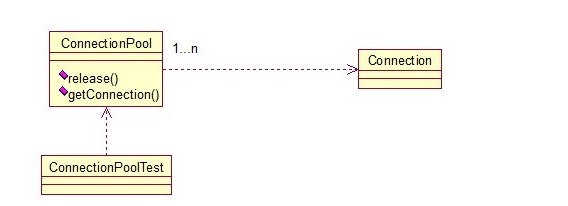 ConnectionPool
1...n
Connection
release()
getConnection()
ConnectionPoolTest